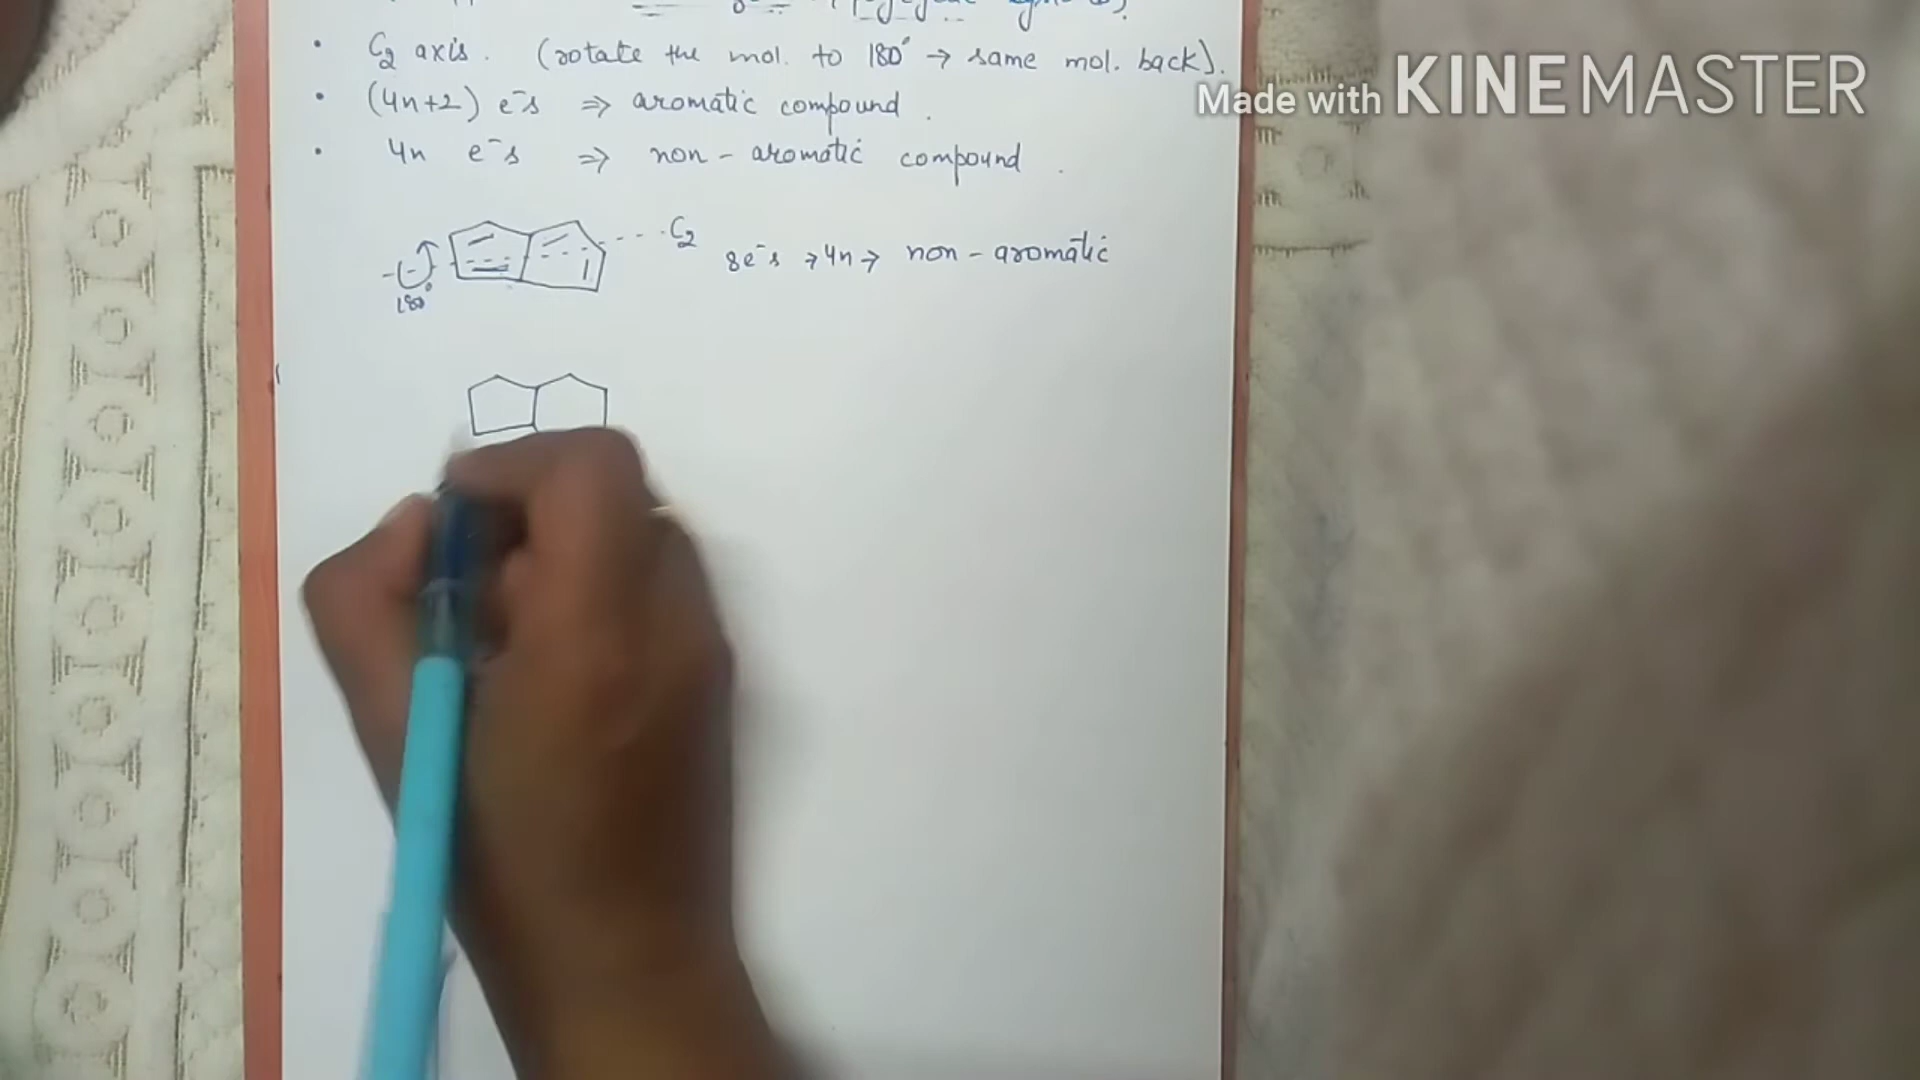 • C₂ axis. (rotate the mol. to 180° → same mol. back).
Made with KINEMASTER
• (4n+2) e⁻s ⇒ aromatic compound.
• 4n e⁻s ⇒ non-aromatic compound.
C₂
8e⁻s → 4n → non-aromatic
180°